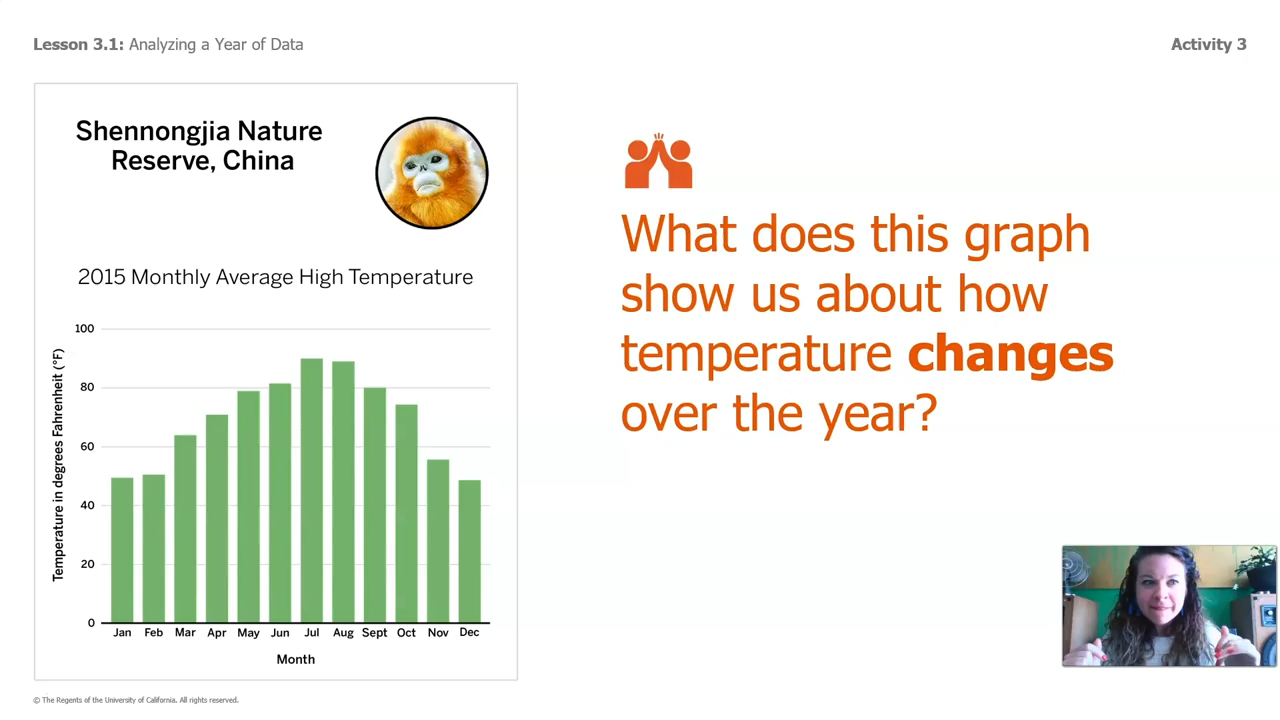 Lesson 3.1: Analyzing a Year of Data
Activity 3
Shennongjia Nature
Reserve, China
2015 Monthly Average High Temperature
Temperature in degrees Fahrenheit (°F)
100
80
60
40
20
0
Jan Feb Mar Apr May Jun Jul Aug Sept Oct Nov Dec
Month
What does this graph
show us about how
temperature changes
over the year?
© The Regents of the University of California. All rights reserved.